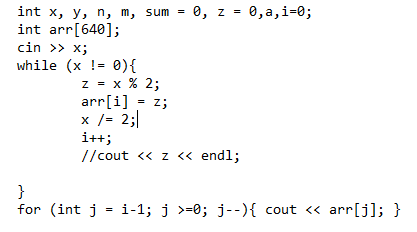 int x, y, n, m, sum = 0, z = 0,a,i=0;
int arr[640];
cin >> x;
while (x != 0){
        z = x % 2;
        arr[i] = z;
        x /= 2;
        i++;
        //cout << z << endl;

}
for (int j = i-1; j >=0; j--){ cout << arr[j]; }